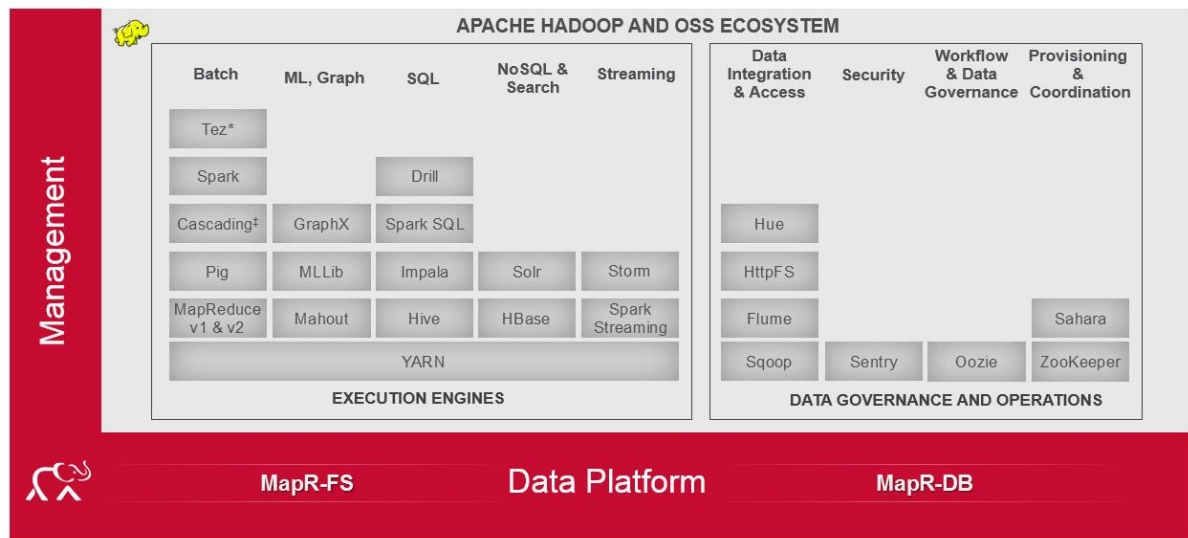 APACHE HADOOP AND OSS ECOSYSTEM
Management
Batch
ML, Graph
SQL
NoSQL &
Search
Streaming
Tez*
Spark
Drill
Cascading‡
GraphX
Spark SQL
Pig
MLLib
Impala
Solr
Storm
MapReduce
v1 & v2
Mahout
Hive
HBase
Spark
Streaming
YARN
EXECUTION ENGINES
Data
Integration
& Access
Security
Workflow
& Data
Governance
Provisioning
&
Coordination
Hue
HttpFS
Flume
Sahara
Sqoop
Sentry
Oozie
ZooKeeper
DATA GOVERNANCE AND OPERATIONS
MapR-FS
Data Platform
MapR-DB